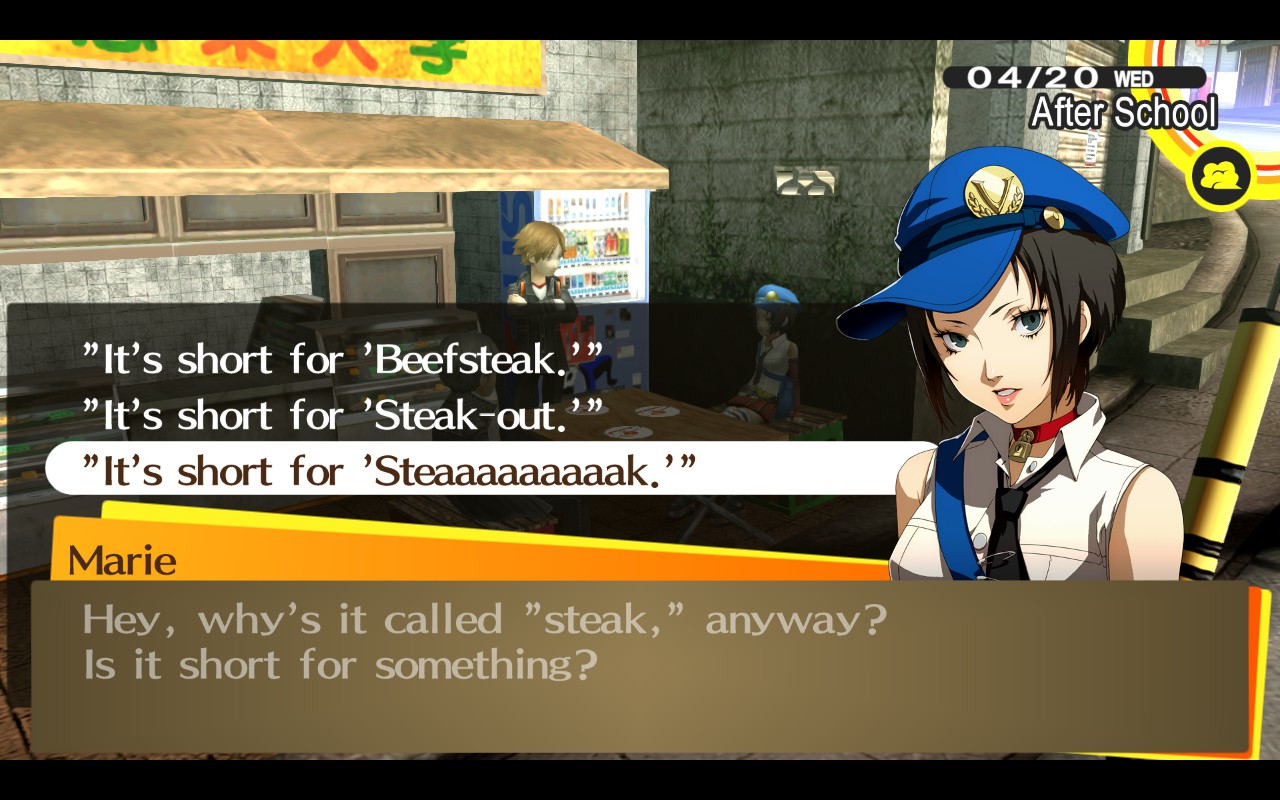 04/20 WED
After School
"It's short for 'Beefsteak.'"
"It's short for 'Steak-out.'"
"It's short for 'Steaaaaaaaaak.'"
Marie
Hey, why's it called "steak," anyway?
Is it short for something?